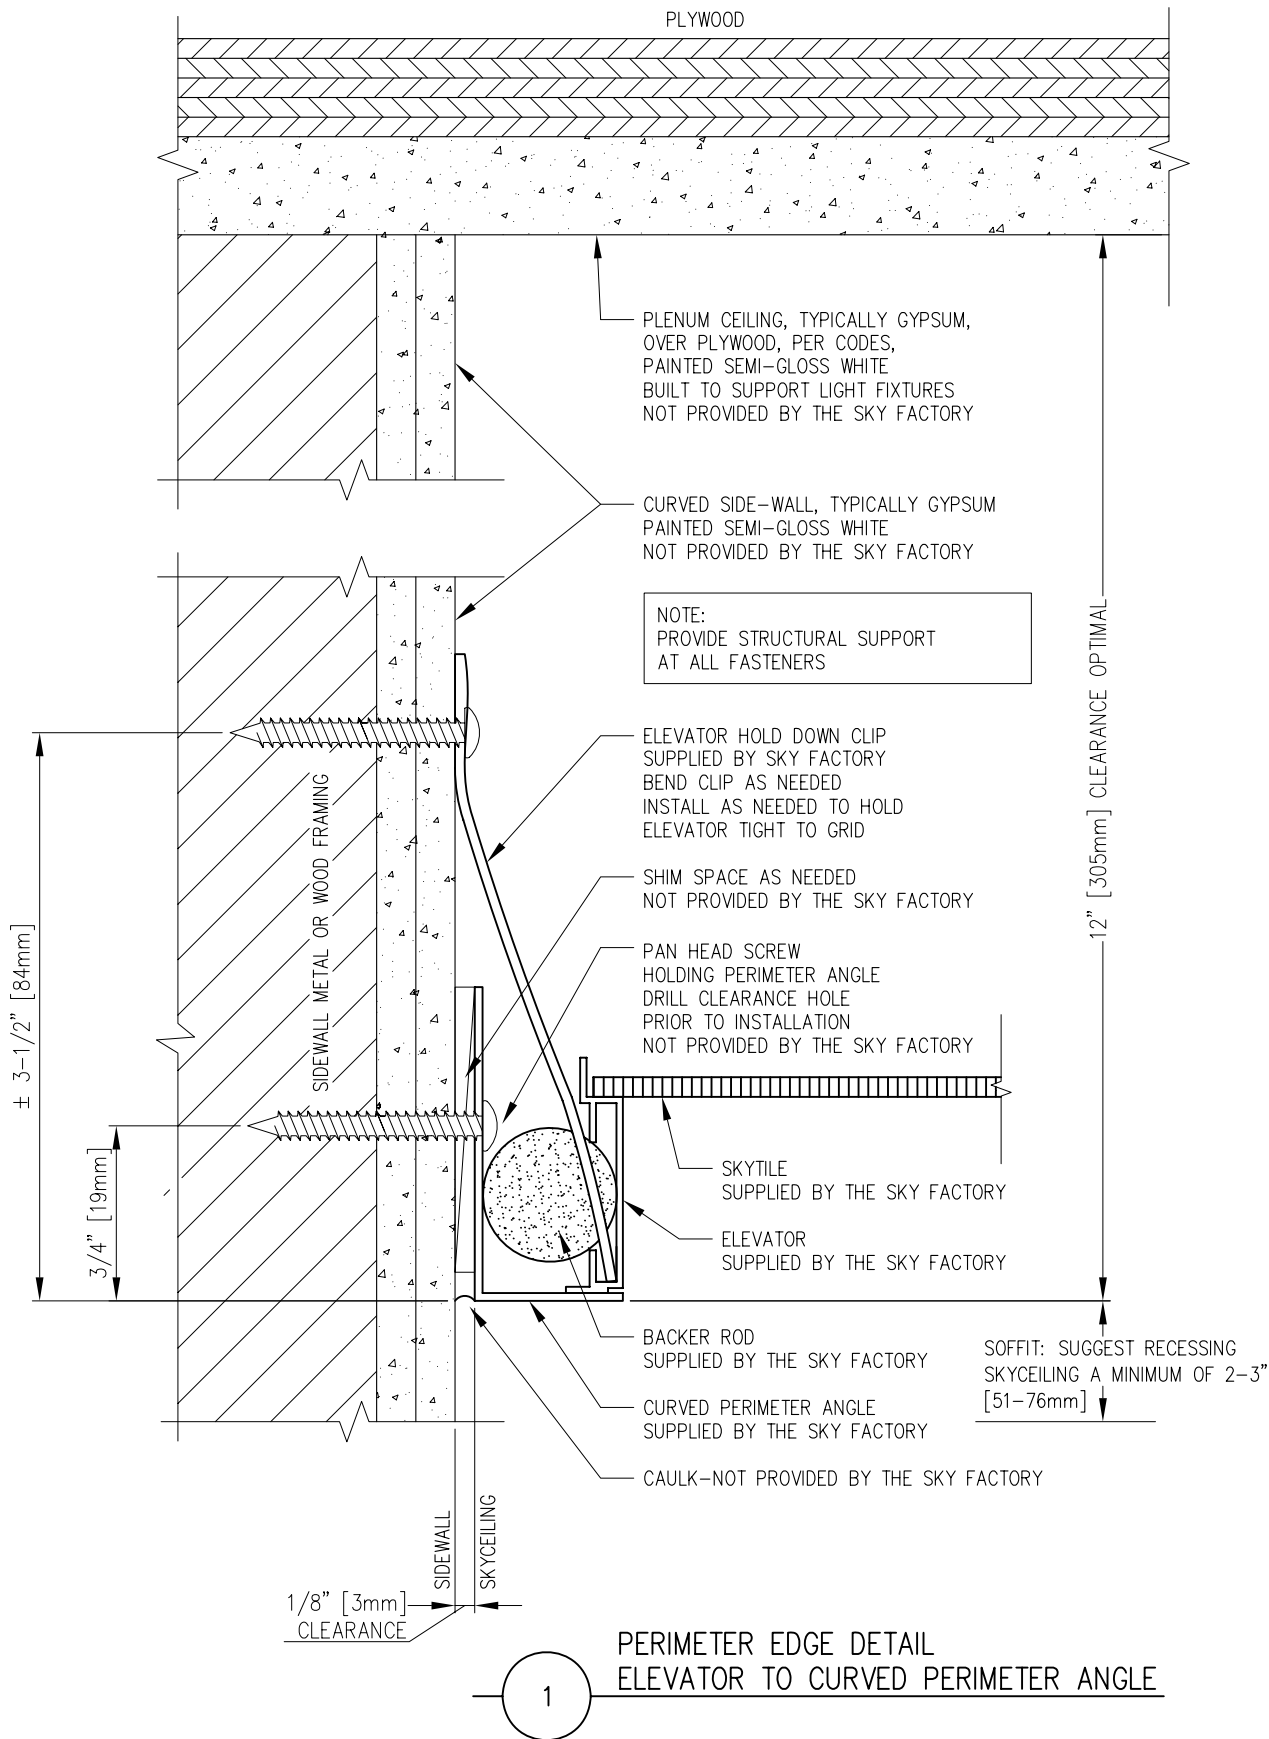 PLYWOOD
PLENUM CEILING, TYPICALLY GYPSUM,
OVER PLYWOOD, PER CODES,
PAINTED SEMI-GLOSS WHITE
BUILT TO SUPPORT LIGHT FIXTURES
NOT PROVIDED BY THE SKY FACTORY
CURVED SIDE-WALL, TYPICALLY GYPSUM
PAINTED SEMI-GLOSS WHITE
NOT PROVIDED BY THE SKY FACTORY
NOTE:
PROVIDE STRUCTURAL SUPPORT
AT ALL FASTENERS
12" [305mm] CLEARANCE OPTIMAL
ELEVATOR HOLD DOWN CLIP
SUPPLIED BY SKY FACTORY
BEND CLIP AS NEEDED
INSTALL AS NEEDED TO HOLD
ELEVATOR TIGHT TO GRID
SIDEWALL METAL OR WOOD FRAMING
SHIM SPACE AS NEEDED
NOT PROVIDED BY THE SKY FACTORY
± 3-1/2" [84mm]
PAN HEAD SCREW
HOLDING PERIMETER ANGLE
DRILL CLEARANCE HOLE
PRIOR TO INSTALLATION
NOT PROVIDED BY THE SKY FACTORY
3/4" [19mm]
SKYTILE
SUPPLIED BY THE SKY FACTORY
ELEVATOR
SUPPLIED BY THE SKY FACTORY
BACKER ROD
SUPPLIED BY THE SKY FACTORY
SOFFIT: SUGGEST RECESSING
SKYCEILING A MINIMUM OF 2-3"
[51-76mm]
CURVED PERIMETER ANGLE
SUPPLIED BY THE SKY FACTORY
CAULK-NOT PROVIDED BY THE SKY FACTORY
SIDEWALL
SKYCEILING
1/8" [3mm]
CLEARANCE
1
PERIMETER EDGE DETAIL
ELEVATOR TO CURVED PERIMETER ANGLE